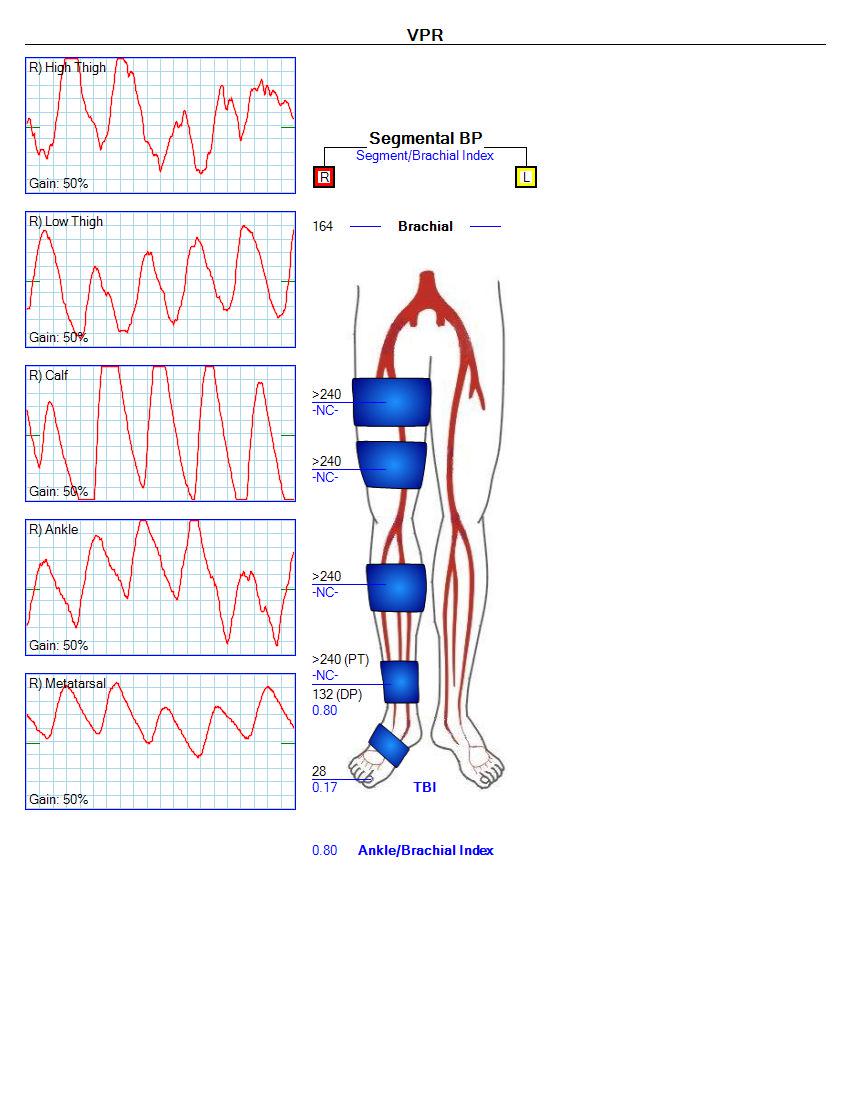 VPR
R) High Thigh
Gain: 50%
R) Low Thigh
Gain: 50%
R) Calf
Gain: 50%
R) Ankle
Gain: 50%
R) Metatarsal
Gain: 50%
Segmental BP
Segment/Brachial Index
R
L
164
Brachial
>240
-NC-
>240
-NC-
>240
-NC-
>240 (PT)
-NC-
132 (DP)
0.80
28
0.17
TBI
0.80 Ankle/Brachial Index